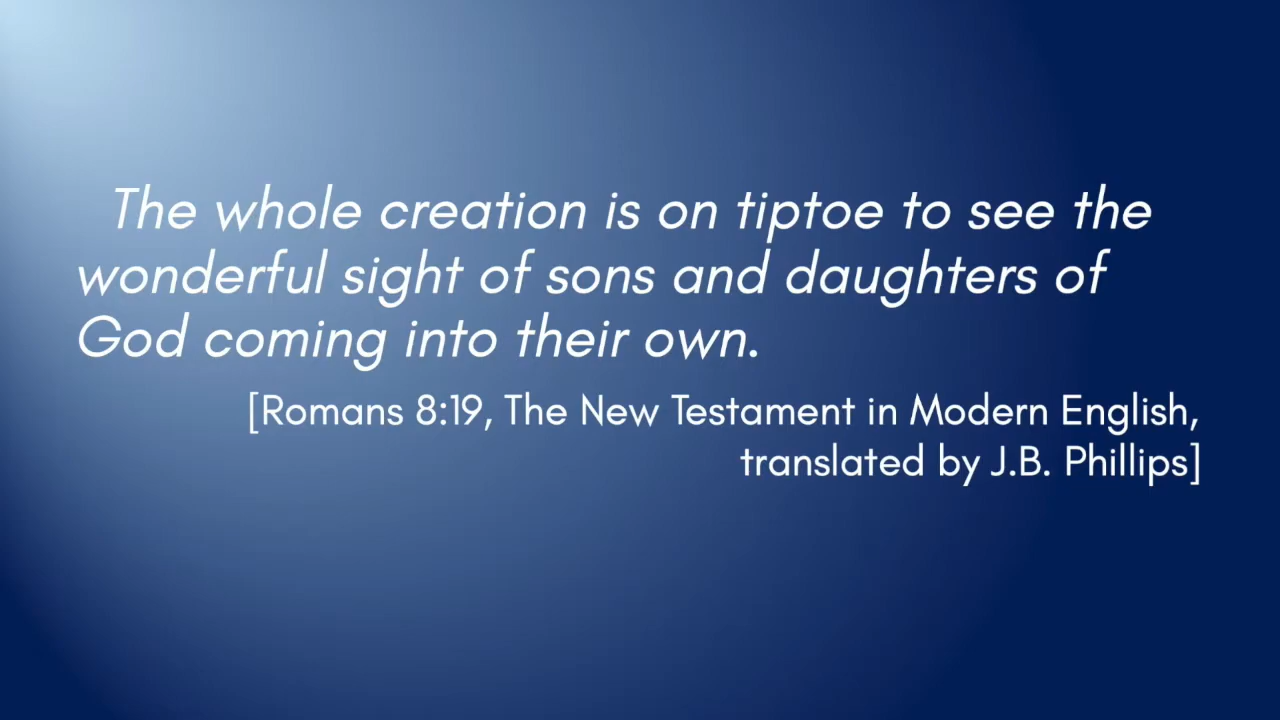 The whole creation is on tiptoe to see the
wonderful sight of sons and daughters of
God coming into their own.
[Romans 8:19, The New Testament in Modern English,
translated by J.B. Phillips]